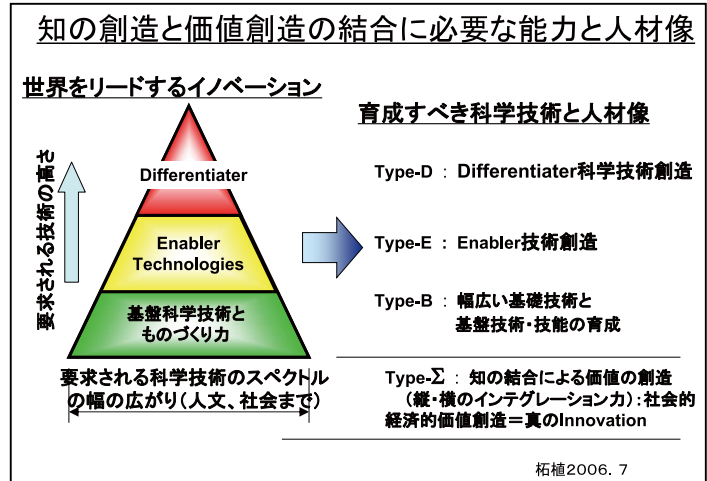 知の創造と価値創造の結合に必要な能力と人材像
世界をリードするイノベーション
要求される技術の高さ
Differentiater
Enabler
Technologies
基盤科学技術と
ものづくり力
要求される科学技術のスペクトル
の幅の広がり(人文、社会まで)
育成すべき科学技術と人材像
Type-D : Differentiater科学技術創造
Type-E : Enabler技術創造
Type-B : 幅広い基礎技術と
基盤技術・技能の育成
Type-Σ : 知の結合による価値の創造
(縦・横のインテグレーション力):社会的
経済的価値創造=真のInnovation
柘植2006.7